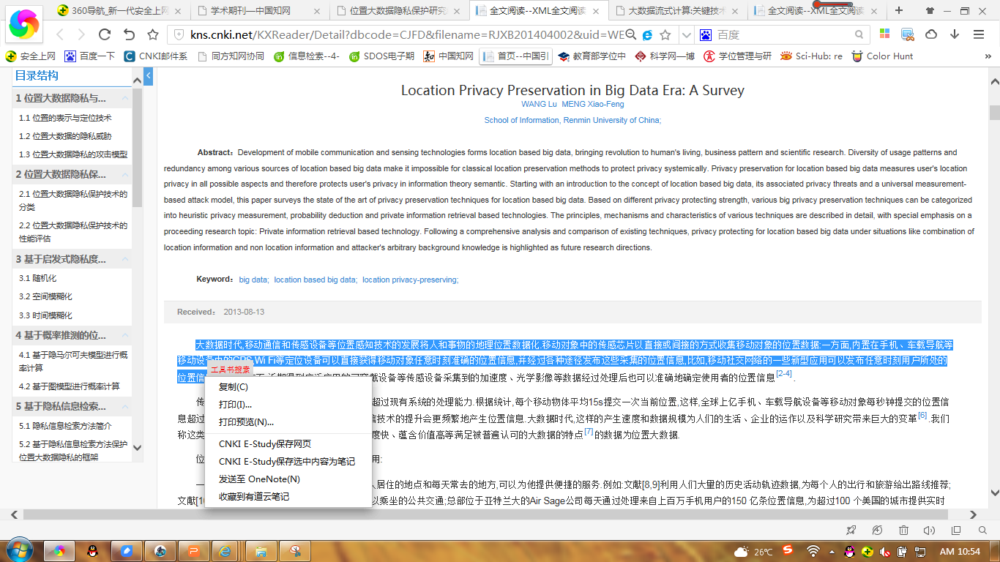 360导航_新一代安全上网
学术期刊—中国知网
位置大数据隐私保护研究
全文阅读--XML全文阅读
大数据流式计算:关键技术
全文阅读--XML全文阅读
kns.cnki.net/KXReader/Detail?dbcode=CJFD&filename=RJXB201404002&uid=WE
百度
安全上网
百度一下
CNKI邮件系
同方知网协同
信息检索--4-
SDOS电子期
中国知网
首页--中国引
教育部学位中
科学网—博
学位管理与研
Sci-Hub: re
Color Hunt
»
目录结构
1 位置大数据隐私与...
1.1 位置的表示与定位技术
1.2 位置大数据的隐私威胁
1.3 位置大数据隐私的攻击模型
2 位置大数据隐私保...
2.1 位置大数据隐私保护技术的
分类
2.2 位置大数据隐私保护技术的
性能评估
3 基于启发式隐私度...
3.1 随机化
3.2 空间模糊化
3.3 时间模糊化
4 基于概率推测的位...
4.1 基于隐马尔可夫模型进行概
率计算
4.2 基于图模型进行概率计算
5 基于隐私信息检索...
5.1 隐私信息检索方法简介
5.2 基于隐私信息检索方法保护
位置大数据隐私的框架
Location Privacy Preservation in Big Data Era: A Survey
WANG Lu MENG Xiao-Feng
School of Information, Renmin University of China;
Abstract：Development of mobile communication and sensing technologies forms location based big data, bringing revolution to human's living, business pattern and scientific research. Diversity of usage patterns and
redundancy among various sources of location based big data make it impossible for classical location preservation methods to protect privacy systemically. Privacy preservation for location based big data measures user's location
privacy in all possible aspects and therefore protects user's privacy in information theory semantic. Starting with an introduction to the concept of location based big data, its associated privacy threats and a universal measurement-
based attack model, this paper surveys the state of the art of privacy preservation techniques for location based big data. Based on different privacy protecting strength, various big privacy preservation techniques can be categorized
into heuristic privacy measurement, probability deduction and private information retrieval based technologies. The principles, mechanisms and characteristics of various techniques are described in detail, with special emphasis on a
proceeding research topic: Private information retrieval based technology. Following a comprehensive analysis and comparison of existing techniques, privacy protecting for location based big data under situations like combination of
location information and non location information and attacker's arbitrary background knowledge is highlighted as future research directions.
Keyword： big data; location based big data; location privacy-preserving;
Received： 2013-08-13
大数据时代,移动通信和传感设备等位置感知技术的发展将人和事物的地理位置数据化.移动对象中的传感芯片以直接或间接的方式收集移动对象的位置数据:一方面,内置在手机、车载导航等
移动设备中的GPS,Wi Fi等定位设备可以直接获得移动对象任意时刻准确的位置信息,并经过各种途径发布这些采集的位置信息,比如,移动社交网络的一些新型应用可以发布任意时刻用户所处的
位置信 近期得到广泛应用的可穿戴设备等传感设备采集到的加速度、光学影像等数据经过处理后也可以准确地确定使用者的位置信息[2-4].
传 超过现有系统的处理能力.根据统计,每个移动物体平均15s提交一次当前位置,这样,全球上亿手机、车载导航设备等移动对象每秒钟提交的位置信
息超过 信技术的提升会更频繁地产生位置信息.大数据时代,这样的产生速度和数据规模为人们的生活、企业的运作以及科学研究带来巨大的变革[6].我们
称这类 度快、蕴含价值高等满足被普遍认可的大数据的特点[7]的数据为位置大数据.
位 用:
一 人居住的地点和每天常去的地方,可以为他提供便捷的服务.例如:文献[8,9]利用人们大量的历史活动轨迹数据,为每个人的出行和旅游给出路线推荐;
文献[10 以乘坐的公共交通;总部位于亚特兰大的Air Sage公司每天通过处理来自上百万手机用户的150 亿条位置信息,为超过100 个美国的城市提供实时
工具书搜索
复制(C)
打印(I)...
打印预览(N)...
CNKI E-Study保存网页
CNKI E-Study保存选中内容为笔记
发送至 OneNote(N)
收藏到有道云笔记
26℃
AM 10:54